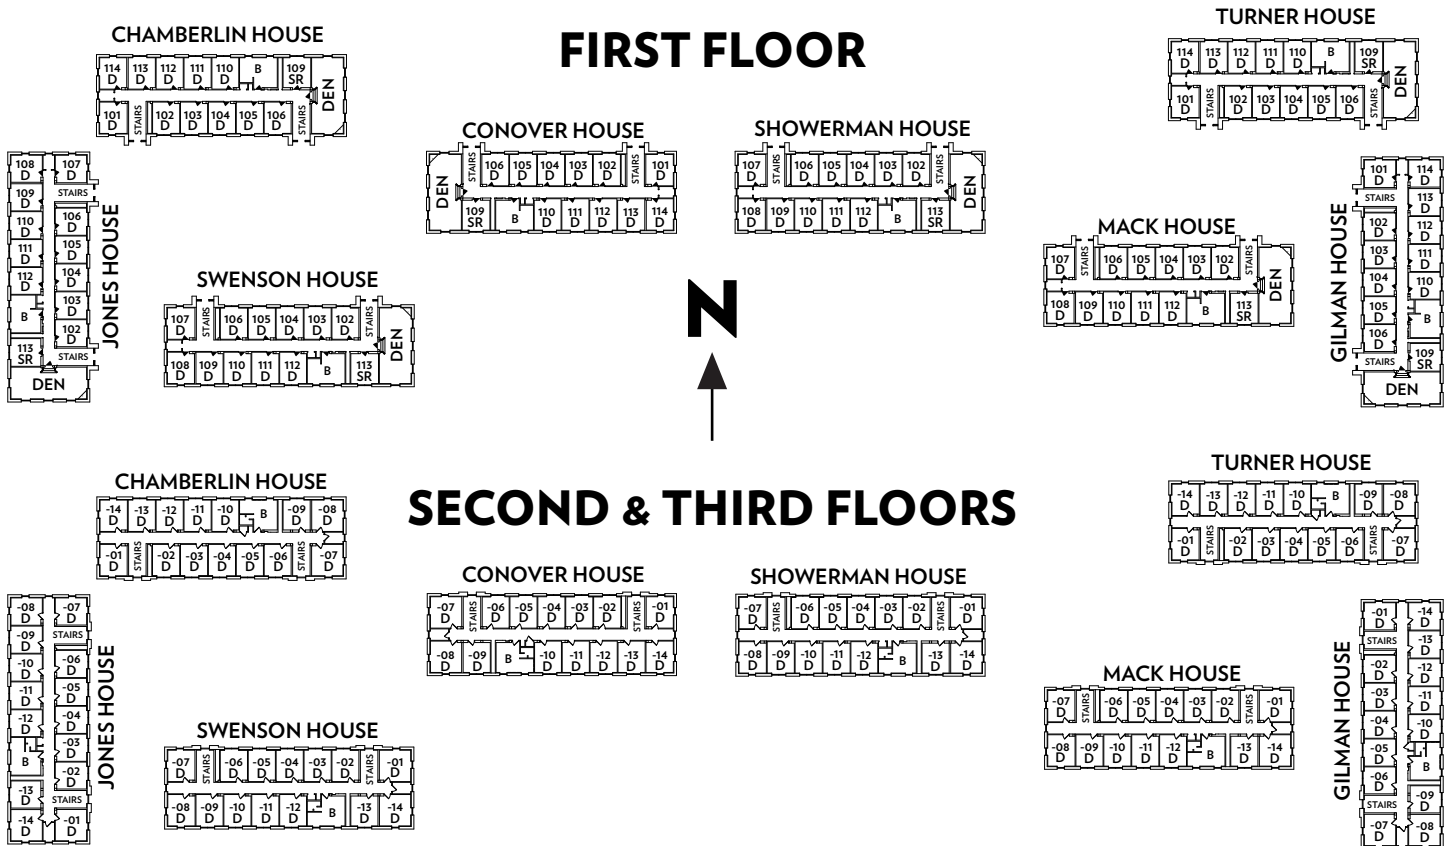 FIRST FLOOR
CHAMBERLIN HOUSE
114 D 113 D 112 D 111 D 110 D B 109 SR DEN
101 D STAIRS 102 D 103 D 104 D 105 D 106 D STAIRS
TURNER HOUSE
114 D 113 D 112 D 111 D 110 D B 109 SR DEN
101 D STAIRS 102 D 103 D 104 D 105 D 106 D STAIRS
CONOVER HOUSE
DEN STAIRS 106 D 105 D 104 D 103 D 102 D STAIRS 101 D
109 SR B 110 D 111 D 112 D 113 D 114 D
SHOWERMAN HOUSE
107 D STAIRS 106 D 105 D 104 D 103 D 102 D STAIRS DEN
108 D 109 D 110 D 111 D 112 D B 113 SR
JONES HOUSE
108 D 107 D
109 D STAIRS
110 D 106 D
111 D 105 D
112 D 104 D
B 103 D
102 D
113 SR STAIRS
DEN
SWENSON HOUSE
107 D STAIRS 106 D 105 D 104 D 103 D 102 D STAIRS DEN
108 D 109 D 110 D 111 D 112 D B 113 SR
N
MACK HOUSE
107 D STAIRS 106 D 105 D 104 D 103 D 102 D STAIRS DEN
108 D 109 D 110 D 111 D 112 D B 113 SR
GILMAN HOUSE
101 D 114 D
STAIRS 113 D
102 D 112 D
103 D 111 D
104 D 110 D
105 D B
106 D
STAIRS 109 SR
DEN
SECOND & THIRD FLOORS
CHAMBERLIN HOUSE
-14 D -13 D -12 D -11 D -10 D B -09 D -08 D
-01 D STAIRS -02 D -03 D -04 D -05 D -06 D STAIRS -07 D
TURNER HOUSE
-14 D -13 D -12 D -11 D -10 D B -09 D -08 D
-01 D STAIRS -02 D -03 D -04 D -05 D -06 D STAIRS -07 D
CONOVER HOUSE
-07 D STAIRS -06 D -05 D -04 D -03 D -02 D STAIRS -01 D
-08 D -09 D B -10 D -11 D -12 D -13 D -14 D
SHOWERMAN HOUSE
-07 D STAIRS -06 D -05 D -04 D -03 D -02 D STAIRS -01 D
-08 D -09 D -10 D -11 D -12 D B -13 D -14 D
JONES HOUSE
-08 D -07 D
-09 D STAIRS
-10 D -06 D
-11 D -05 D
-12 D -04 D
B -03 D
-02 D
-13 D STAIRS
-14 D -01 D
SWENSON HOUSE
-07 D STAIRS -06 D -05 D -04 D -03 D -02 D STAIRS -01 D
-08 D -09 D -10 D -11 D -12 D B -13 D -14 D
MACK HOUSE
-07 D STAIRS -06 D -05 D -04 D -03 D -02 D STAIRS -01 D
-08 D -09 D -10 D -11 D -12 D B -13 D -14 D
GILMAN HOUSE
-01 D -14 D
STAIRS -13 D
-02 D -12 D
-03 D -11 D
-04 D -10 D
-05 D B
-06 D
STAIRS -09 D
-07 D -08 D